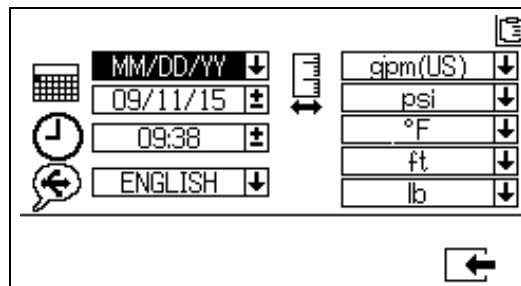 MM/DD/YY
09/11/15
09:38
ENGLISH
gpm(US)
psi
°F
ft
lb